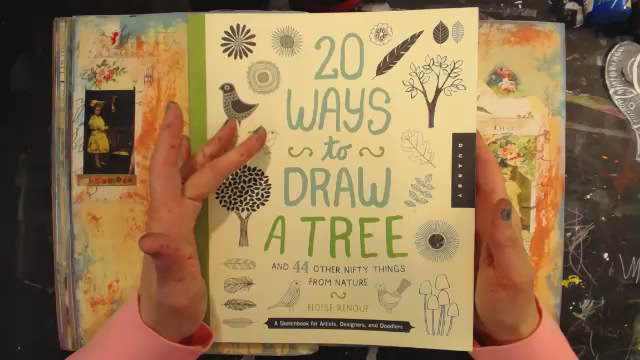 20
WAYS
to
DRAW
A TREE
AND 44 OTHER NIFTY THINGS
FROM NATURE
ELOISE RENOUF
A Sketchbook for Artists, Designers, and Doodlers
QUARRY